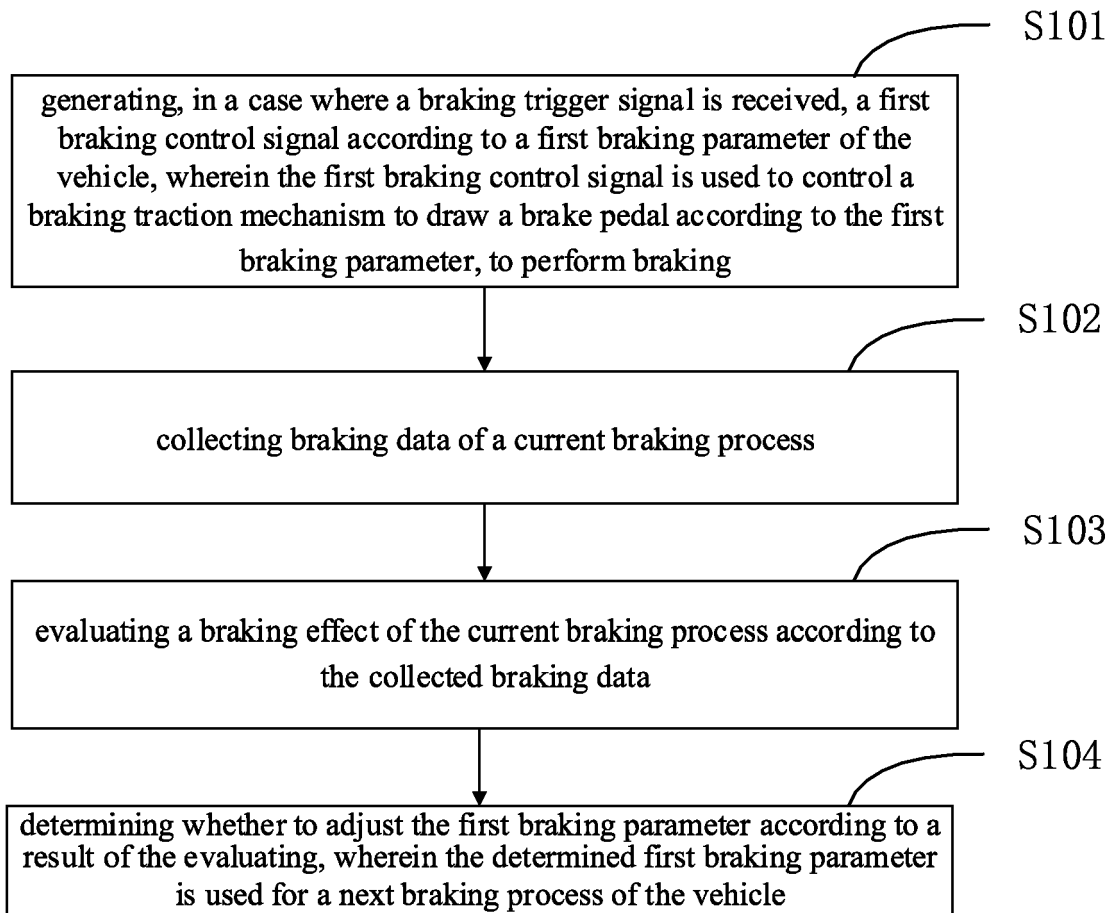 S101
generating, in a case where a braking trigger signal is received, a first
braking control signal according to a first braking parameter of the
vehicle, wherein the first braking control signal is used to control a
braking traction mechanism to draw a brake pedal according to the first
braking parameter, to perform braking
S102
collecting braking data of a current braking process
S103
evaluating a braking effect of the current braking process according to
the collected braking data
S104
determining whether to adjust the first braking parameter according to a
result of the evaluating, wherein the determined first braking parameter
is used for a next braking process of the vehicle